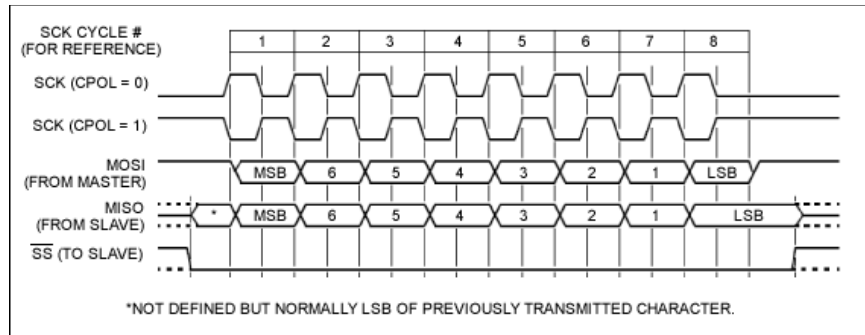 SCK CYCLE #
(FOR REFERENCE)
1 2 3 4 5 6 7 8
SCK (CPOL = 0)
SCK (CPOL = 1)
MOSI
(FROM MASTER)
MSB 6 5 4 3 2 1 LSB
MISO
(FROM SLAVE)
* MSB 6 5 4 3 2 1 LSB
SS (TO SLAVE)
*NOT DEFINED BUT NORMALLY LSB OF PREVIOUSLY TRANSMITTED CHARACTER.